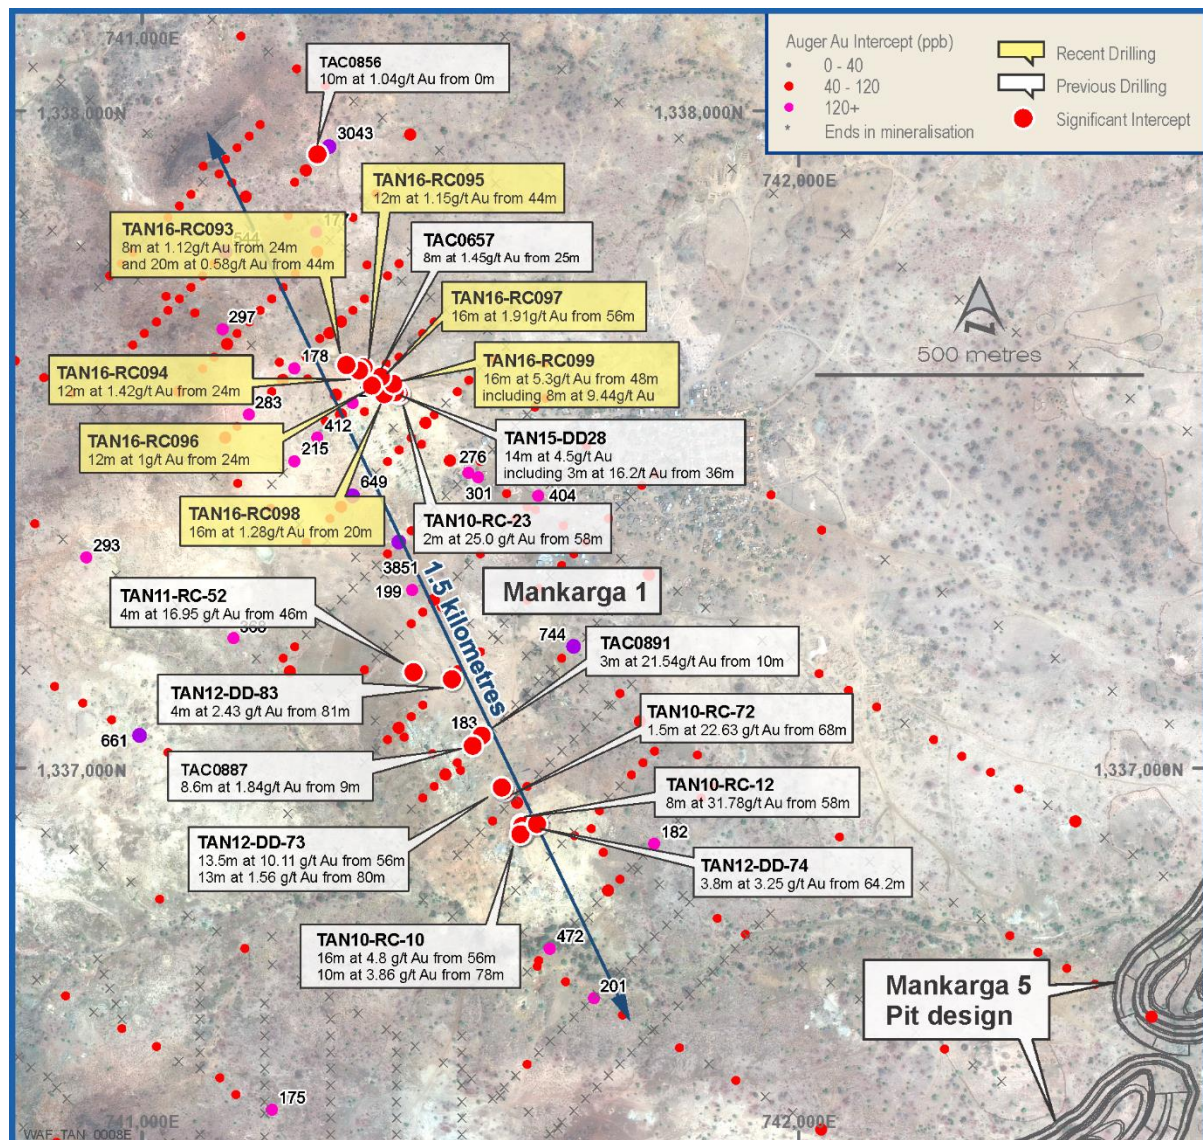 741,000E
Auger Au Intercept (ppb)
0 - 40
40 - 120
120+
Ends in mineralisation
Recent Drilling
Previous Drilling
Significant Intercept
TAC0856
10m at 1.04g/t Au from 0m
1,338,000N
1,338,000N
3043
742,000E
TAN16-RC095
12m at 1.15g/t Au from 44m
TAN16-RC093
8m at 1.12g/t Au from 24m
and 20m at 0.58g/t Au from 44m
544
TAC0657
8m at 1.45g/t Au from 25m
TAN16-RC097
16m at 1.91g/t Au from 56m
297
500 metres
178
TAN16-RC094
12m at 1.42g/t Au from 24m
TAN16-RC099
16m at 5.3g/t Au from 48m
including 8m at 9.44g/t Au
283
412
TAN16-RC096
12m at 1g/t Au from 24m
215
TAN15-DD28
14m at 4.5g/t Au
including 3m at 16.2/t Au from 36m
276
301
404
649
TAN16-RC098
16m at 1.28g/t Au from 20m
TAN10-RC-23
2m at 25.0 g/t Au from 58m
293
3851
199
1.5 kilometres
Mankarga 1
TAN11-RC-52
4m at 16.95 g/t Au from 46m
744
TAC0891
3m at 21.54g/t Au from 10m
TAN12-DD-83
4m at 2.43 g/t Au from 81m
TAN10-RC-72
1.5m at 22.63 g/t Au from 68m
183
661
TAC0887
8.6m at 1.84g/t Au from 9m
1,337,000N
1,337,000N
TAN10-RC-12
8m at 31.78g/t Au from 58m
TAN12-DD-73
13.5m at 10.11 g/t Au from 56m
13m at 1.56 g/t Au from 80m
182
TAN12-DD-74
3.8m at 3.25 g/t Au from 64.2m
TAN10-RC-10
16m at 4.8 g/t Au from 56m
10m at 3.86 g/t Au from 78m
472
201
Mankarga 5
Pit design
175
741,000E
742,000E
WAF_TAN_0008E